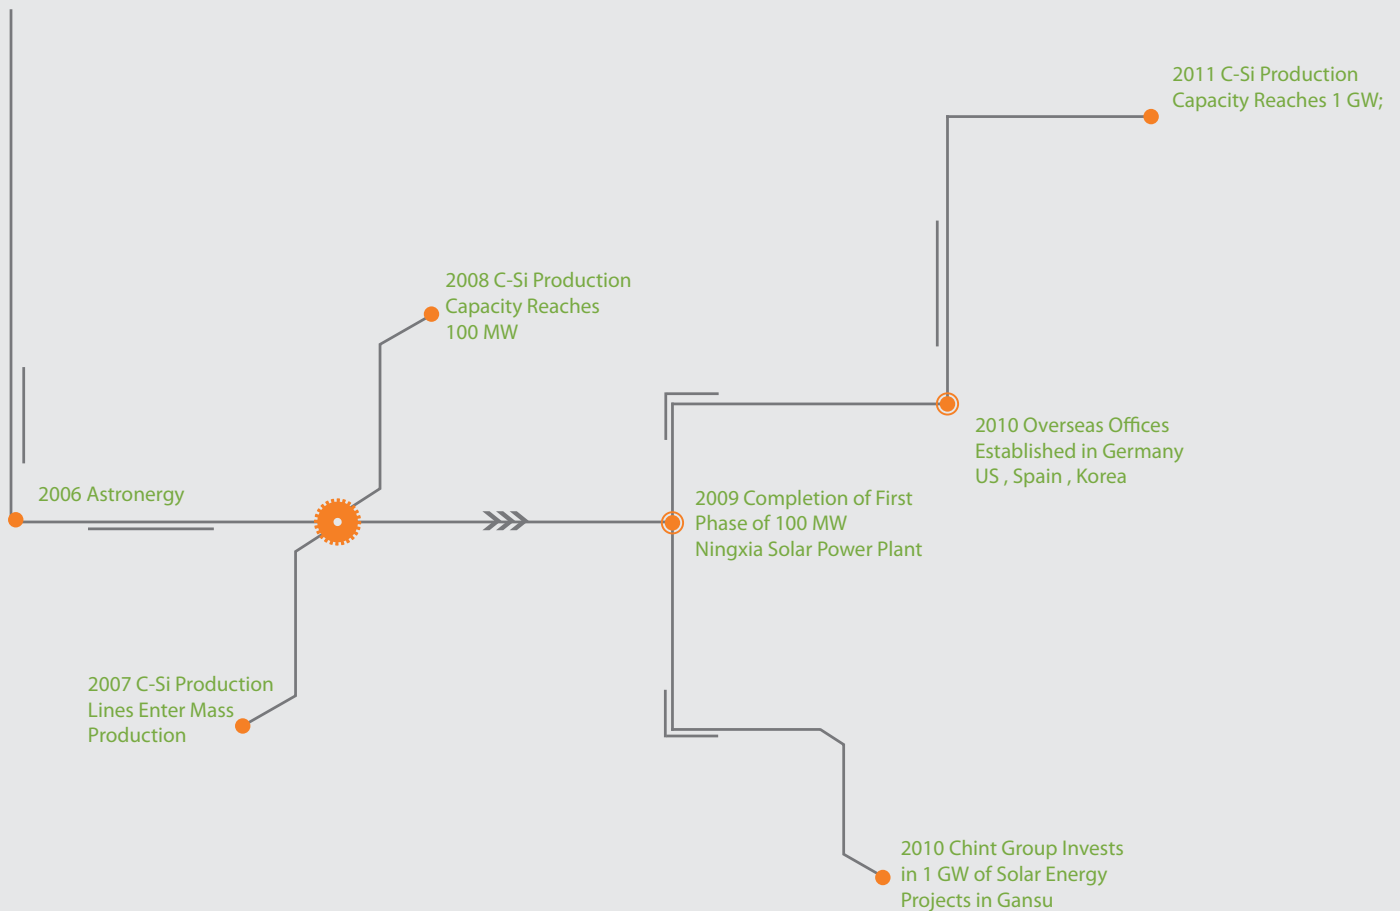 2011 C-Si Production
Capacity Reaches 1 GW;
2008 C-Si Production
Capacity Reaches
100 MW
2010 Overseas Offices
Established in Germany
US , Spain , Korea
2006 Astronergy
2009 Completion of First
Phase of 100 MW
Ningxia Solar Power Plant
2007 C-Si Production
Lines Enter Mass
Production
2010 Chint Group Invests
in 1 GW of Solar Energy
Projects in Gansu